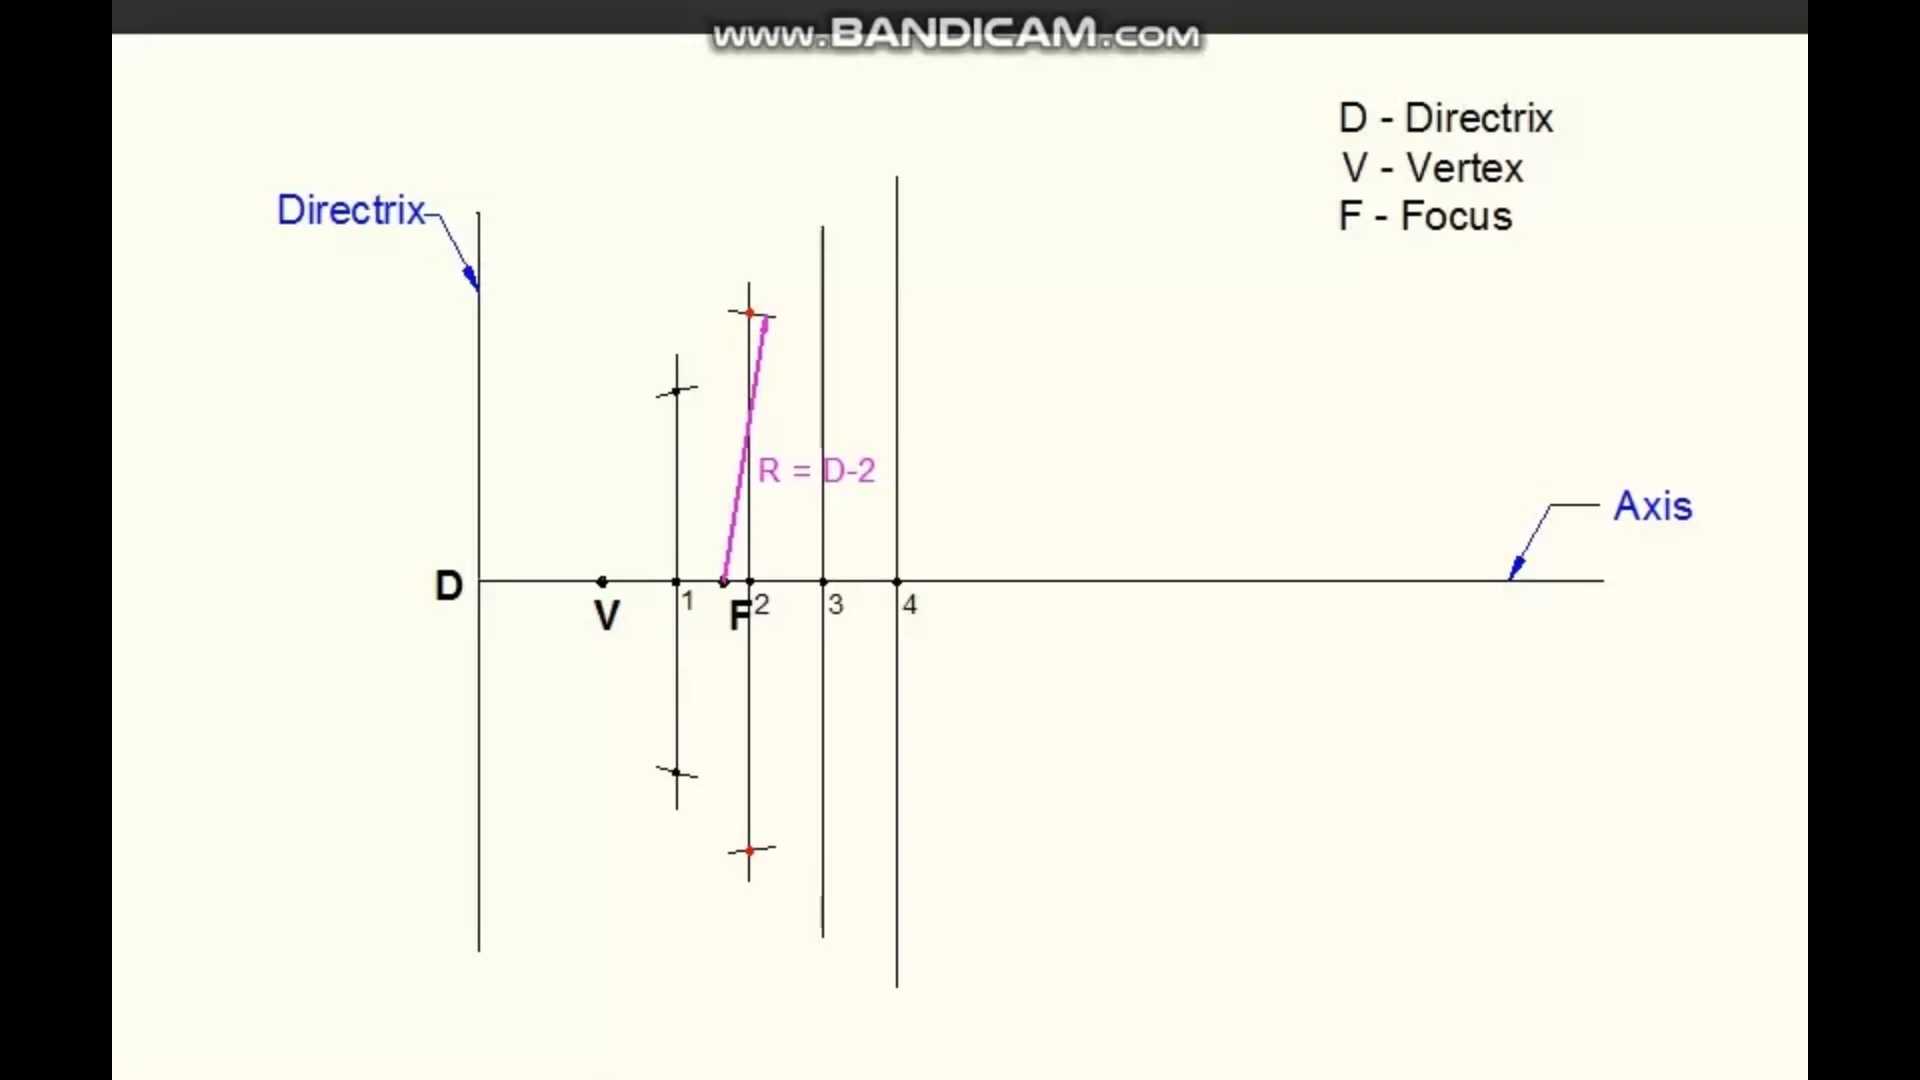 www.BANDICAM.com
D - Directrix
V - Vertex
F - Focus
Directrix
R = D-2
Axis
D
V
1
F
2
3
4